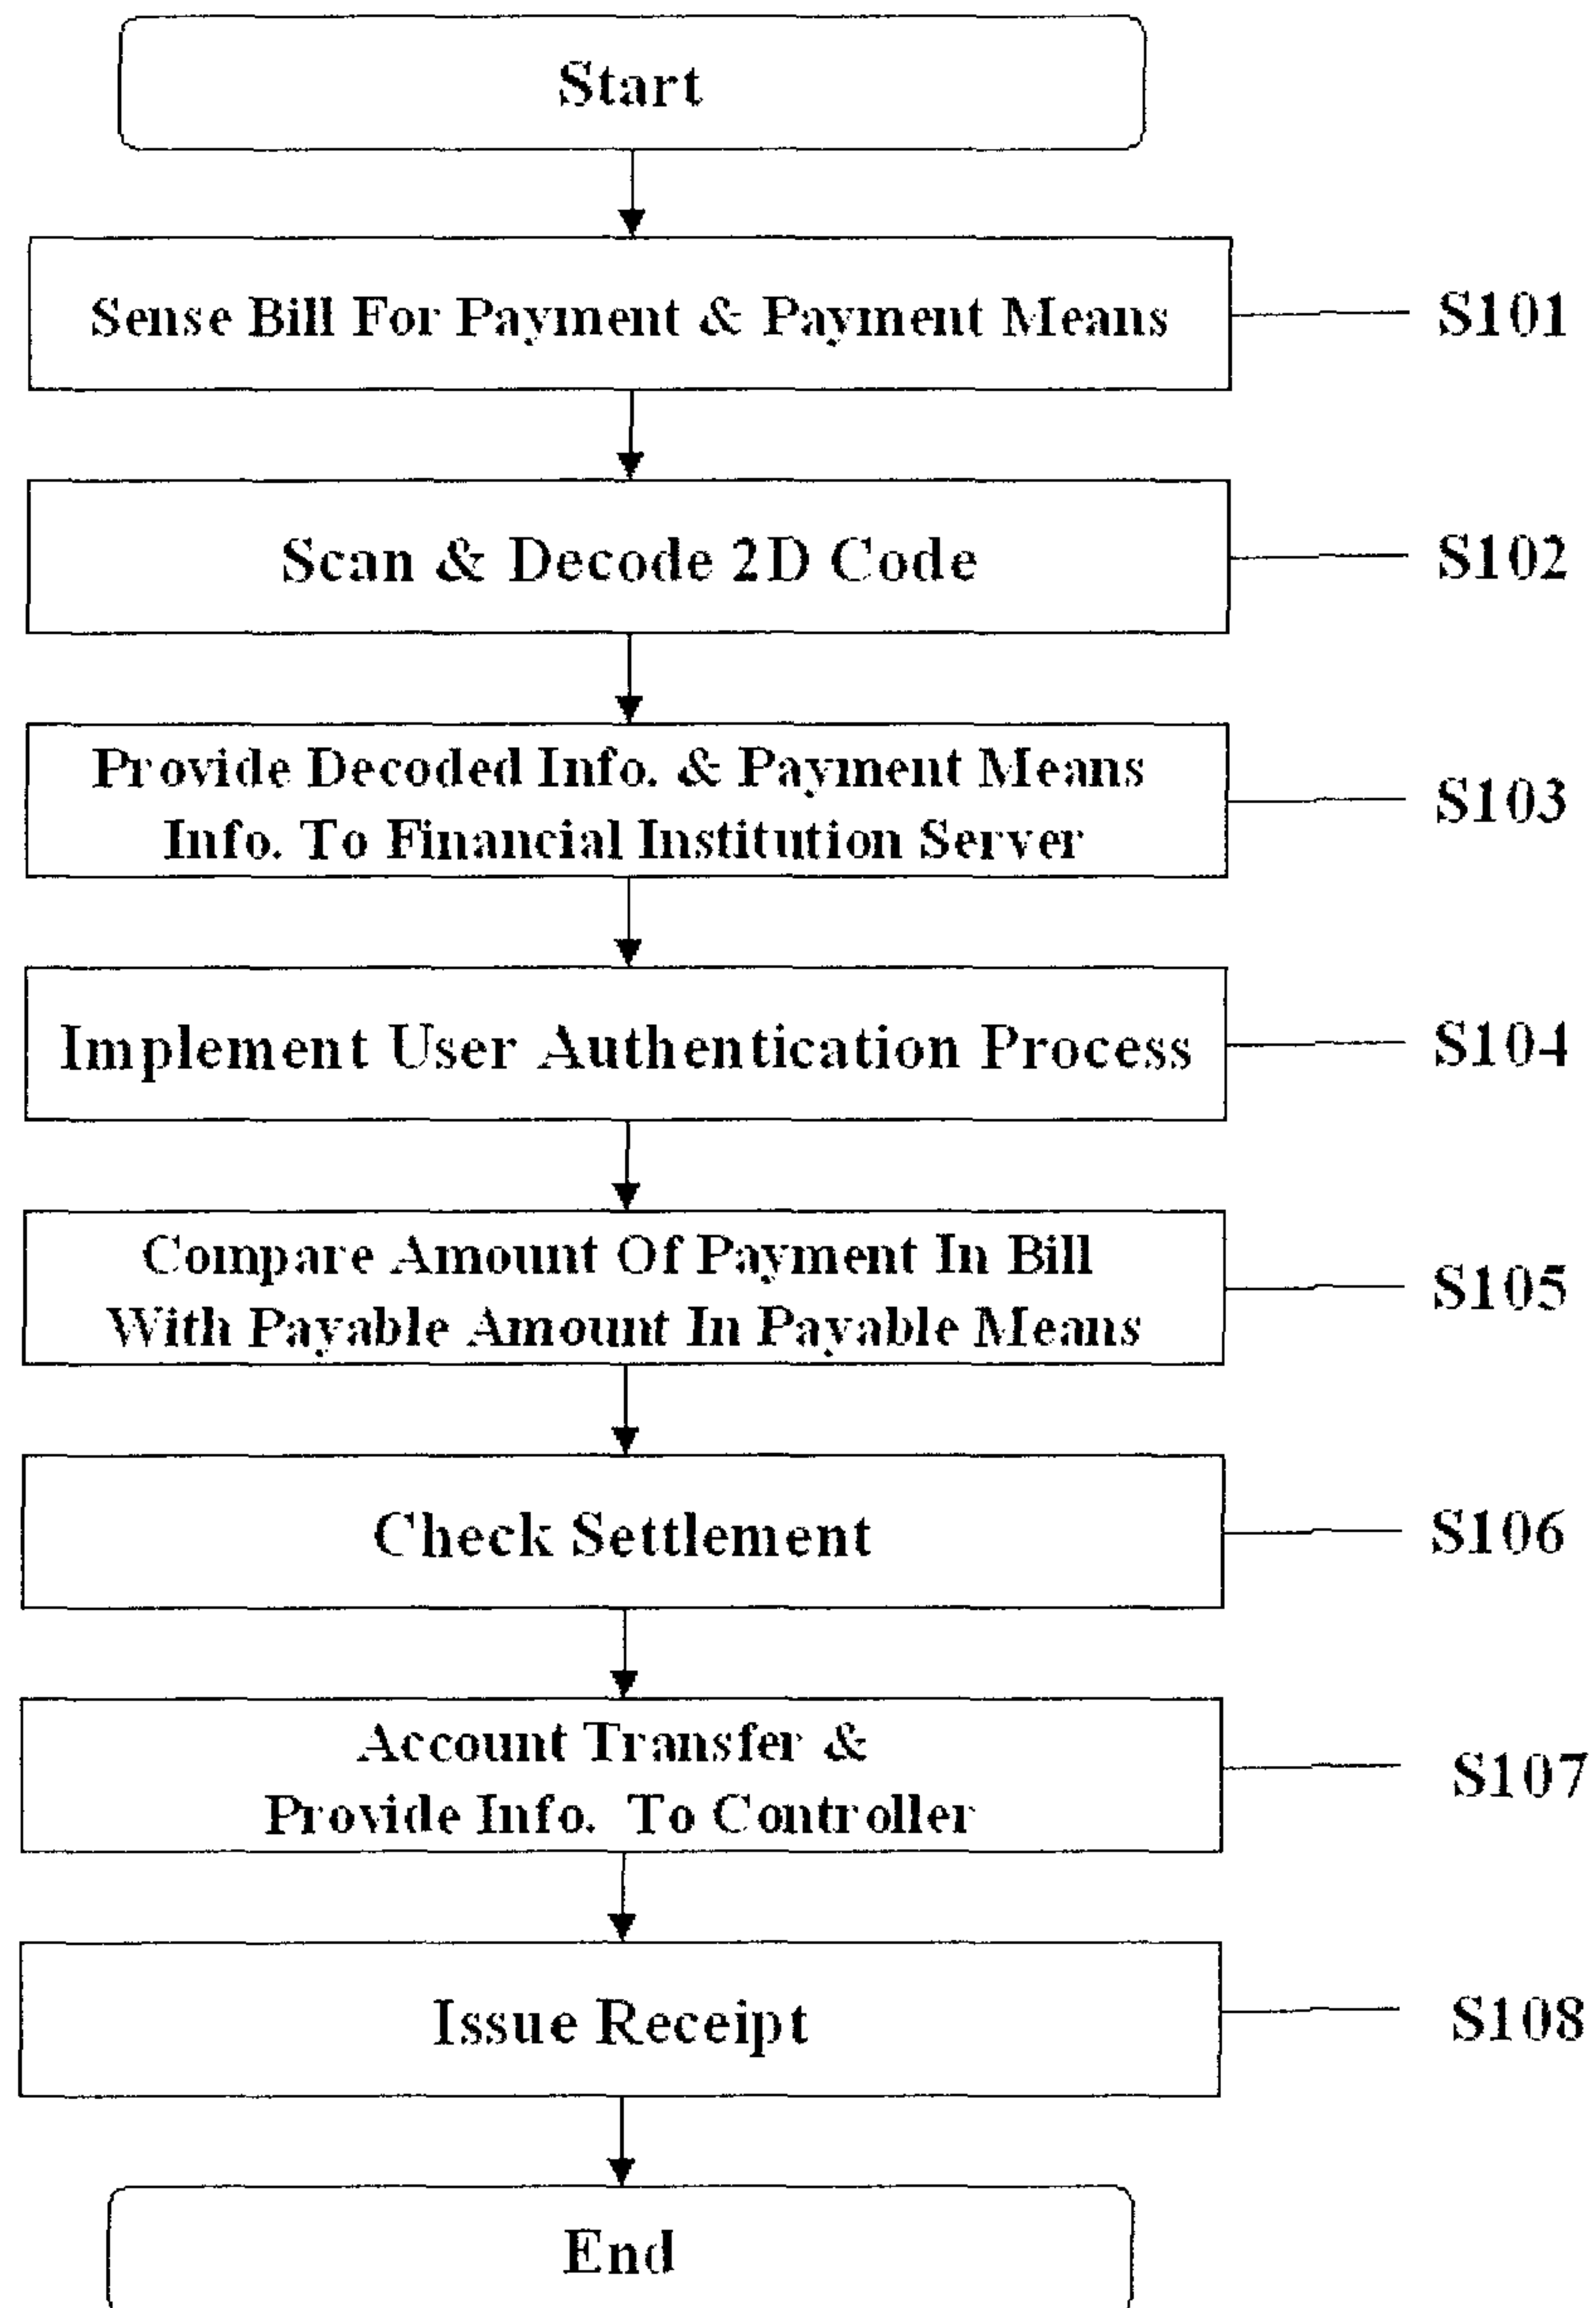 Start
Sense Bill For Payment & Payment Means
S101
Scan & Decode 2D Code
S102
Provide Decoded Info. & Payment Means
Info. To Financial Institution Server
S103
Implement User Authentication Process
S104
Compare Amount Of Payment In Bill
With Payable Amount In Payable Means
S105
Check Settlement
S106
Account Transfer &
Provide Info. To Controller
S107
Issue Receipt
S108
End